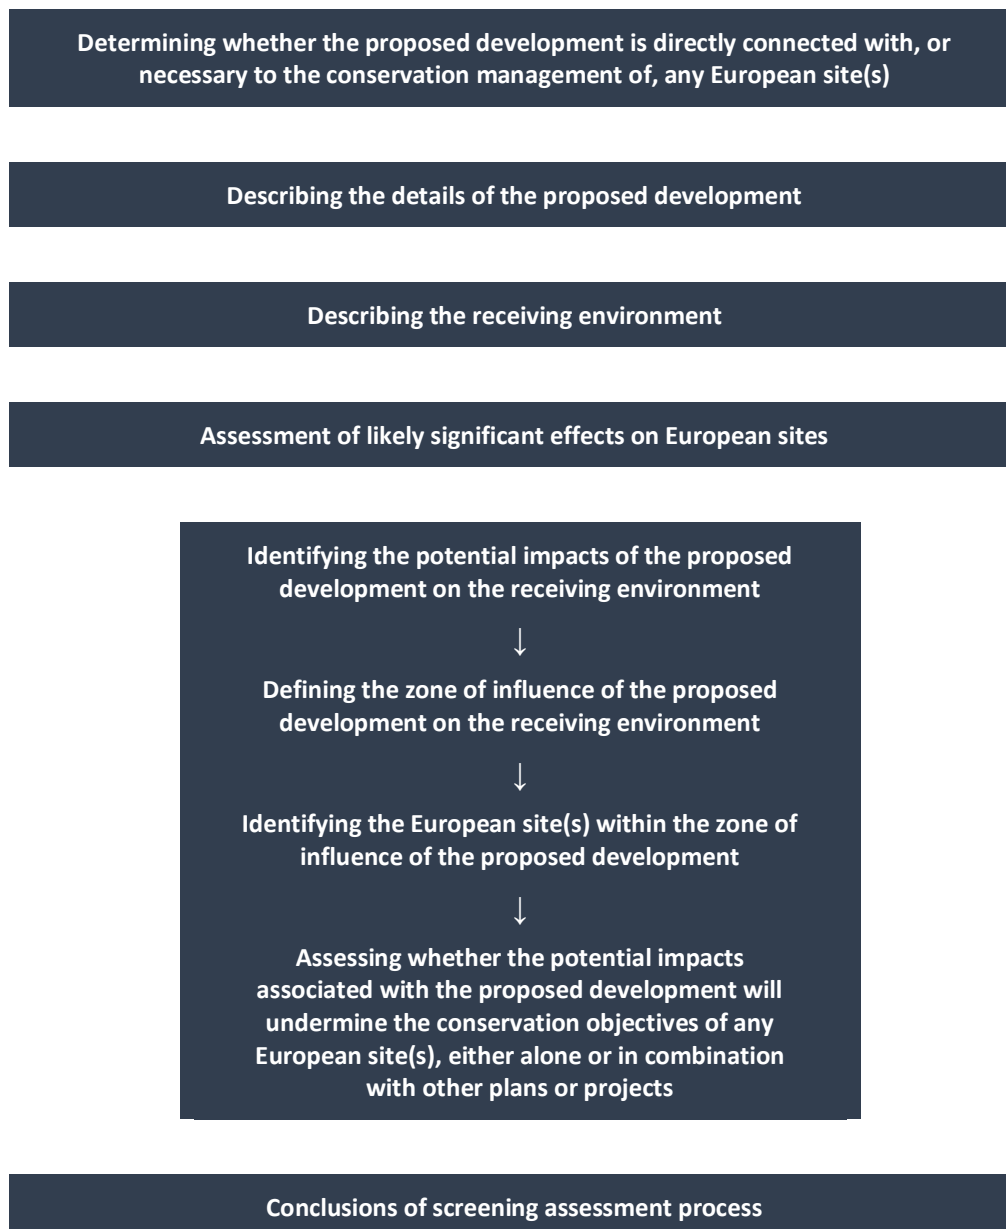 Determining whether the proposed development is directly connected with, or
necessary to the conservation management of, any European site(s)
Describing the details of the proposed development
Describing the receiving environment
Assessment of likely significant effects on European sites
Identifying the potential impacts of the proposed
development on the receiving environment
↓
Defining the zone of influence of the proposed
development on the receiving environment
↓
Identifying the European site(s) within the zone of
influence of the proposed development
↓
Assessing whether the potential impacts
associated with the proposed development will
undermine the conservation objectives of any
European site(s), either alone or in combination
with other plans or projects
Conclusions of screening assessment process